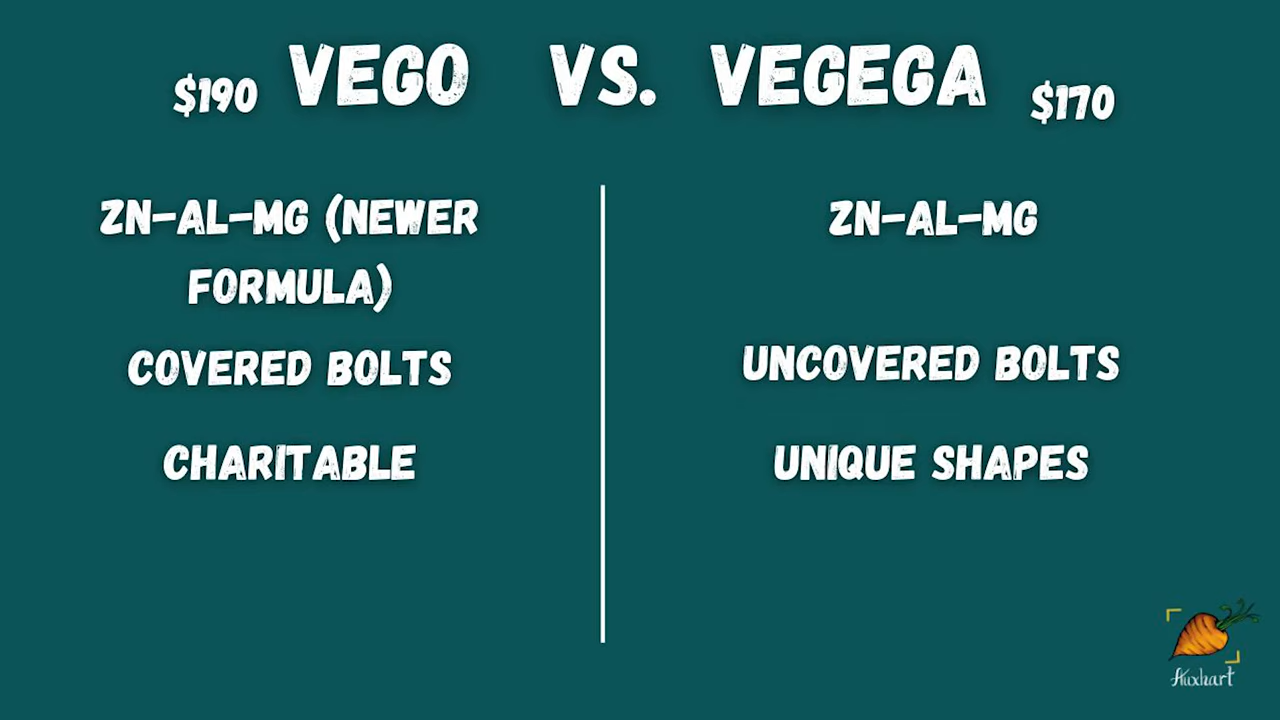 $190 VEGO VS. VEGEGA $170
ZN-AL-MG (NEWER
FORMULA)
COVERED BOLTS
CHARITABLE
ZN-AL-MG
UNCOVERED BOLTS
UNIQUE SHAPES